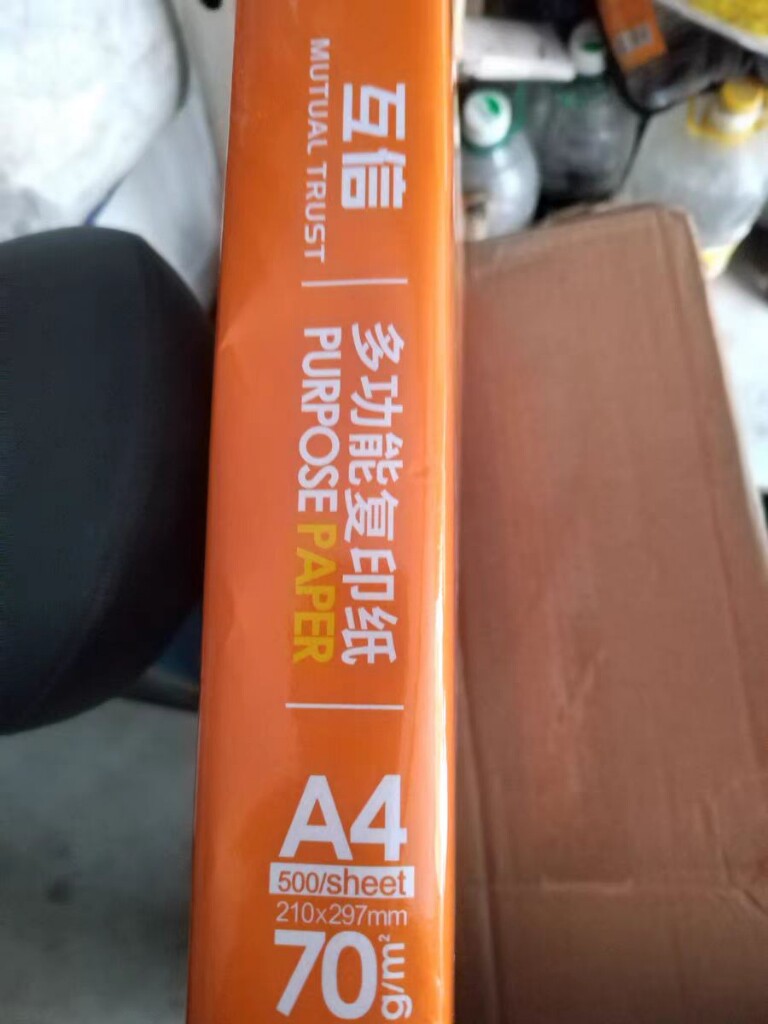 互信
MUTUAL TRUST
多功能复印纸
PURPOSE PAPER
A4
500/sheet
210x297mm
70g/m²